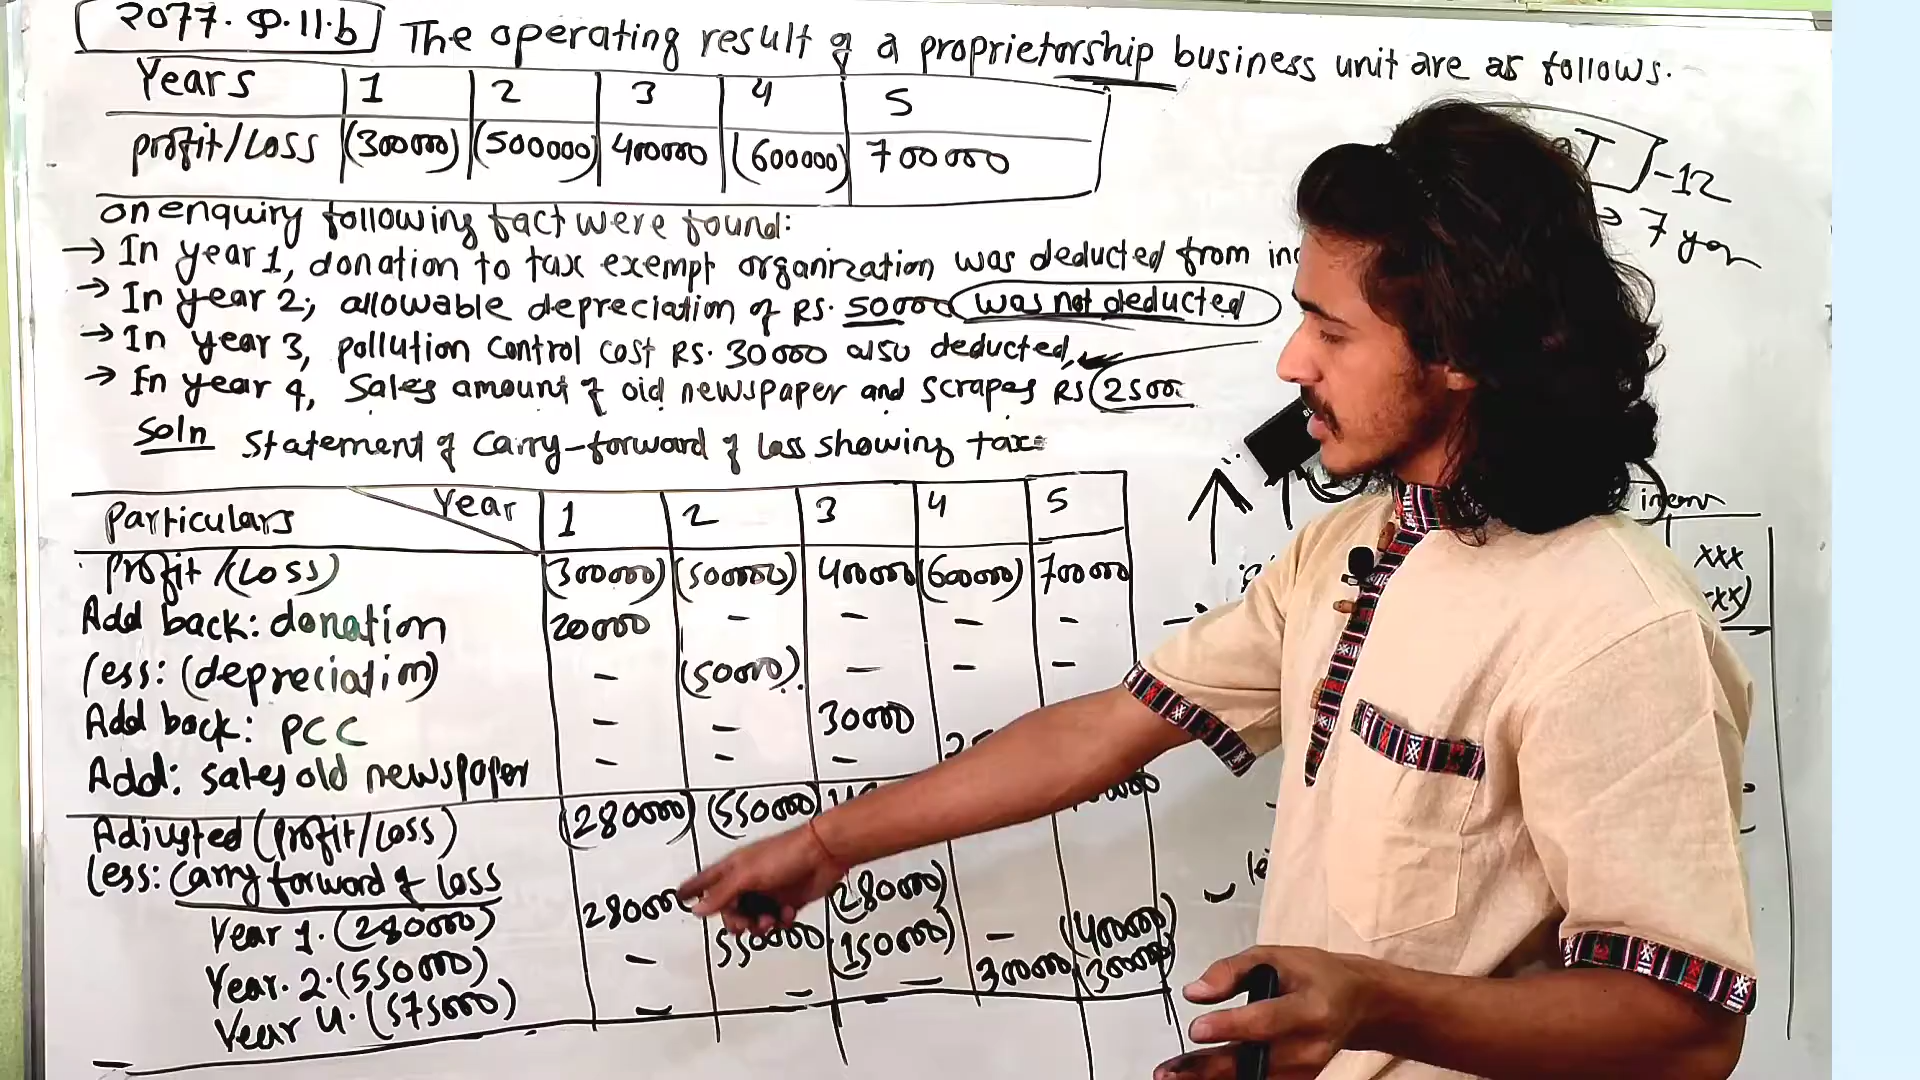 २०७७. Q.11.b The operating result of a proprietorship business unit are as follows.
Years 1 2 3 4 5
profit/Loss (300000) (500000) 400000 (600000) 700000
on enquiry following fact were found:
→ In year 1, donation to tax exempt organization was deducted from
→ In year 2, allowable depreciation of RS. 50000 was not deducted
→ In year 3, pollution control cost RS. 30000 also deducted,
→ In year 4, sales amount of old newspaper and scrapes RS
-12
7 year
Soln Statement of Carry-forward of loss showing tax
particulars Year 1 2 3 4 5
profit/(Loss) (300000) (500000) 400000 (600000) 700000
Add back: donation 20000 - - - -
less: (depreciation) - (50000) - -
Add back: PCC - - 30000
Add: sales old newspaper - - -
Adjusted (profit/Loss) (280000) (550000)
Less: Carry forward of loss
Year 1. (280000) 280000 (280000)
Year. 2. (550000) - 550000 (150000) - (400000)
Year 4. (575000) - - - 300000 (300000)
xxx
xx)